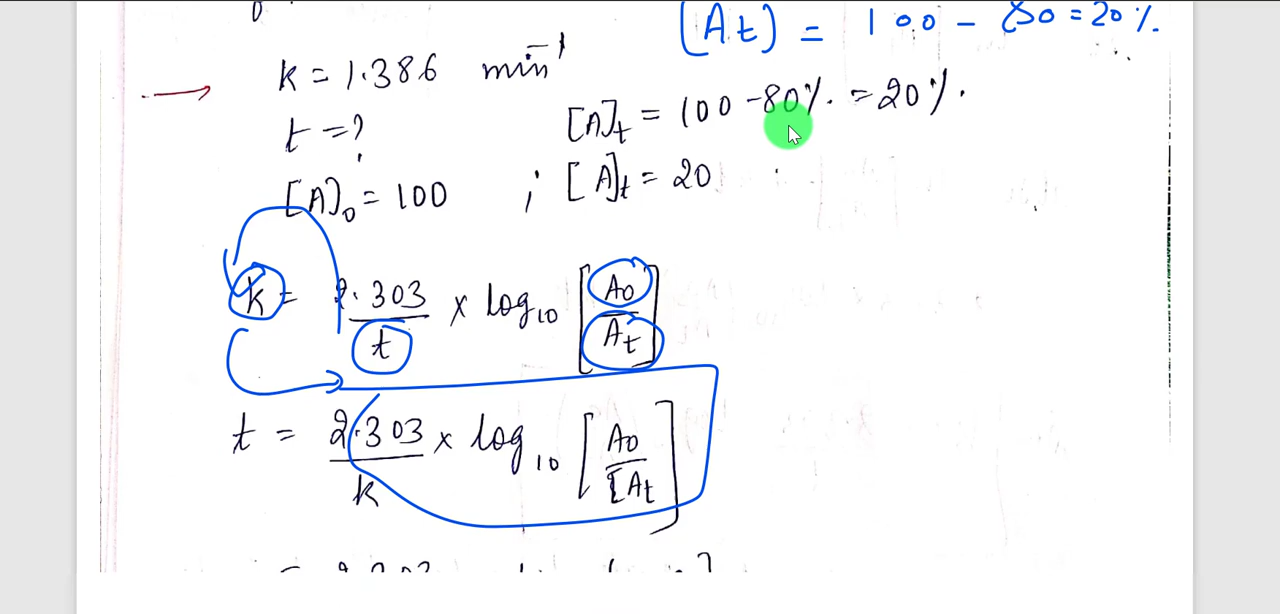 [At] = 100 - 80 = 20%.
k = 1.386 min⁻¹
t = ?
[A]t = 100 - 80% . = 20% .
[A]₀ = 100 ; [A]t = 20
k = 2.303/t × log₁₀ [A₀/At]
t = 2.303/k × log₁₀ [A₀/[At]